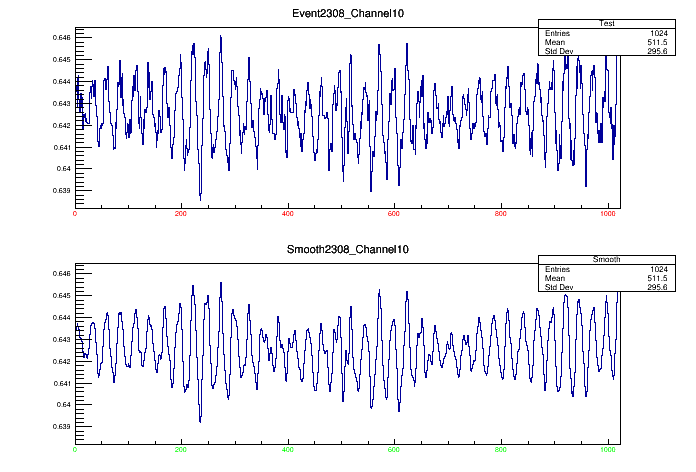 Event2308_Channel10
Test
Entries 1024
Mean 511.5
Std Dev 295.6
0.646
0.645
0.644
0.643
0.642
0.641
0.64
0.639
0 200 400 600 800 1000
Smooth2308_Channel10
Smooth
Entries 1024
Mean 511.5
Std Dev 295.6
0.646
0.645
0.644
0.643
0.642
0.641
0.64
0.639
0 200 400 600 800 1000